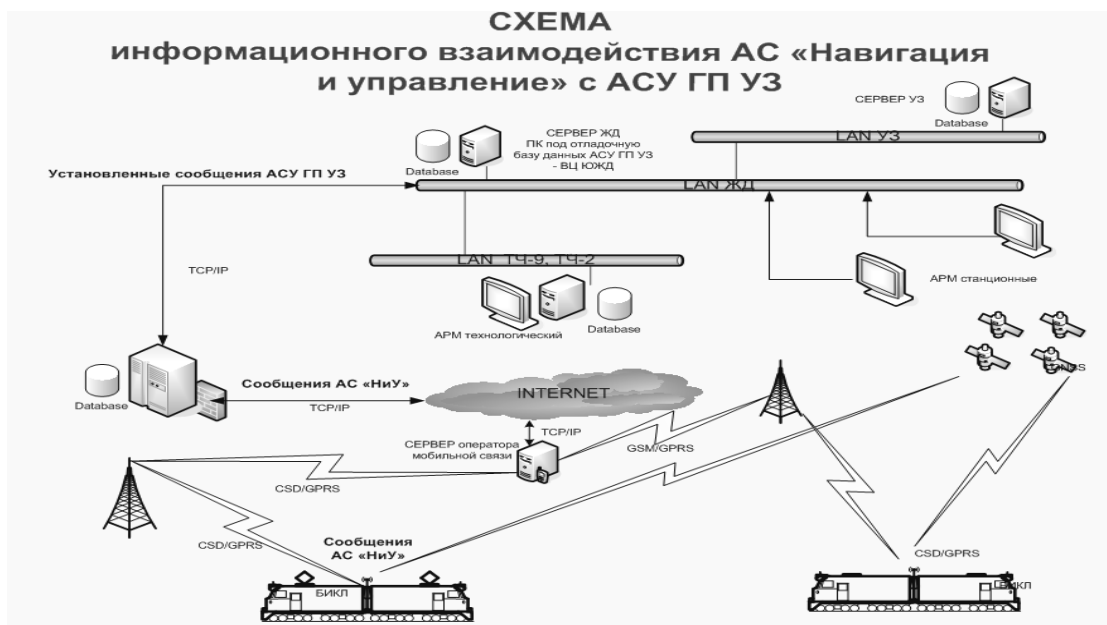 СХЕМА
информационного взаимодействия АС «Навигация
и управление» с АСУ ГП УЗ
СЕРВЕР УЗ
Database
LAN УЗ
СЕРВЕР ЖД
ПК под отладочную
базу данных АСУ ГП УЗ
- ВЦ ЮЖД
Database
Установленные сообщения АСУ ГП УЗ
LAN ЖД
TCP/IP
LAN ТЧ-9, ТЧ-2
АРМ станционные
АРМ технологический
Database
GNSS
Database
Сообщения АС «НиУ»
TCP/IP
INTERNET
TCP/IP
СЕРВЕР оператора
мобильной связи
GSM/GPRS
CSD/GPRS
CSD/GPRS
Сообщения
АС «НиУ»
CSD/GPRS
БИКЛ
БИКЛ